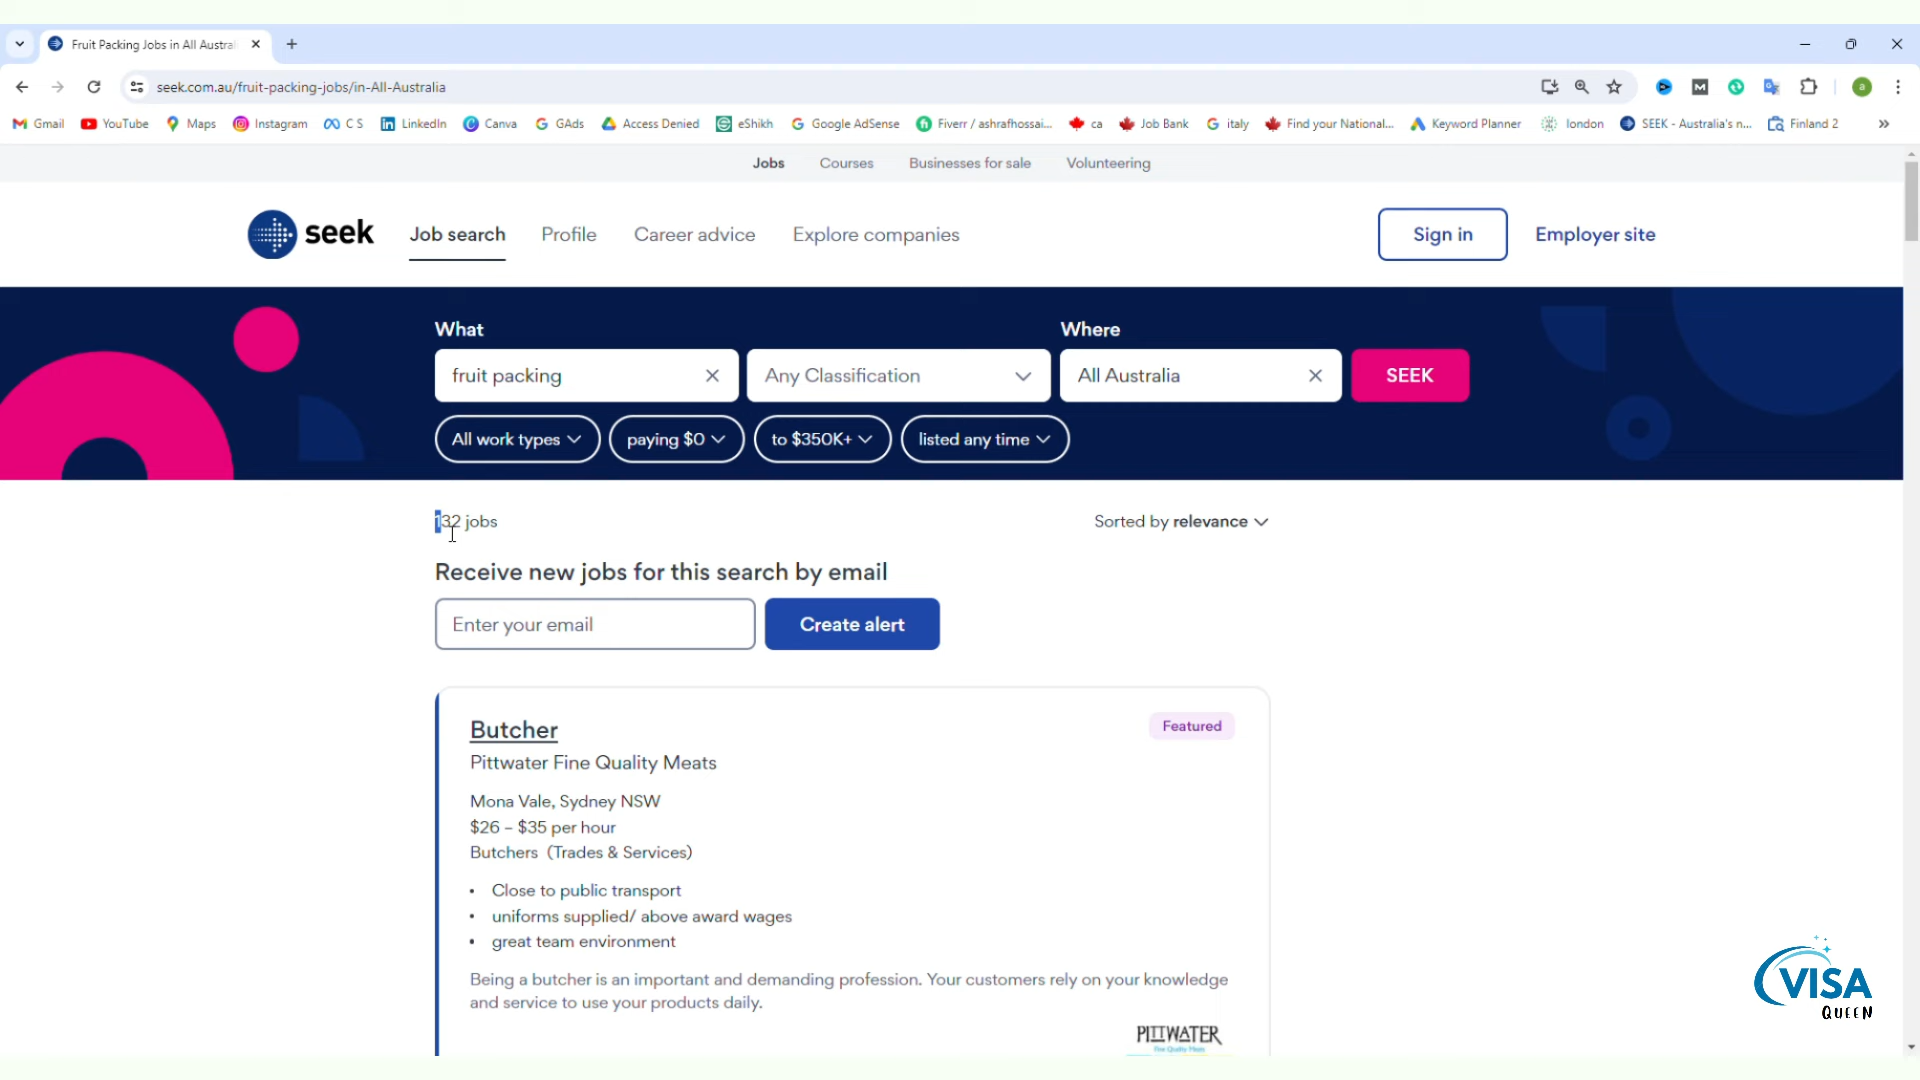 Fruit Packing Jobs in All Austral
seek.com.au/fruit-packing-jobs/in-All-Australia
Gmail YouTube Maps Instagram C S LinkedIn Canva GAds Access Denied eShikh Google AdSense Fiverr / ashrafhossai... ca Job Bank italy Find your National... Keyword Planner london SEEK - Australia's n... Finland 2
Jobs Courses Businesses for sale Volunteering
seek Job search Profile Career advice Explore companies Sign in Employer site
What Where
fruit packing Any Classification All Australia SEEK
All work types paying $0 to $350K+ listed any time
132 jobs Sorted by relevance
Receive new jobs for this search by email
Enter your email Create alert
Butcher Featured
Pittwater Fine Quality Meats
Mona Vale, Sydney NSW
$26 – $35 per hour
Butchers (Trades & Services)
• Close to public transport
• uniforms supplied/ above award wages
• great team environment
Being a butcher is an important and demanding profession. Your customers rely on your knowledge
and service to use your products daily.
PITTWATER
Fine Quality Meats
VISA
QUEEN